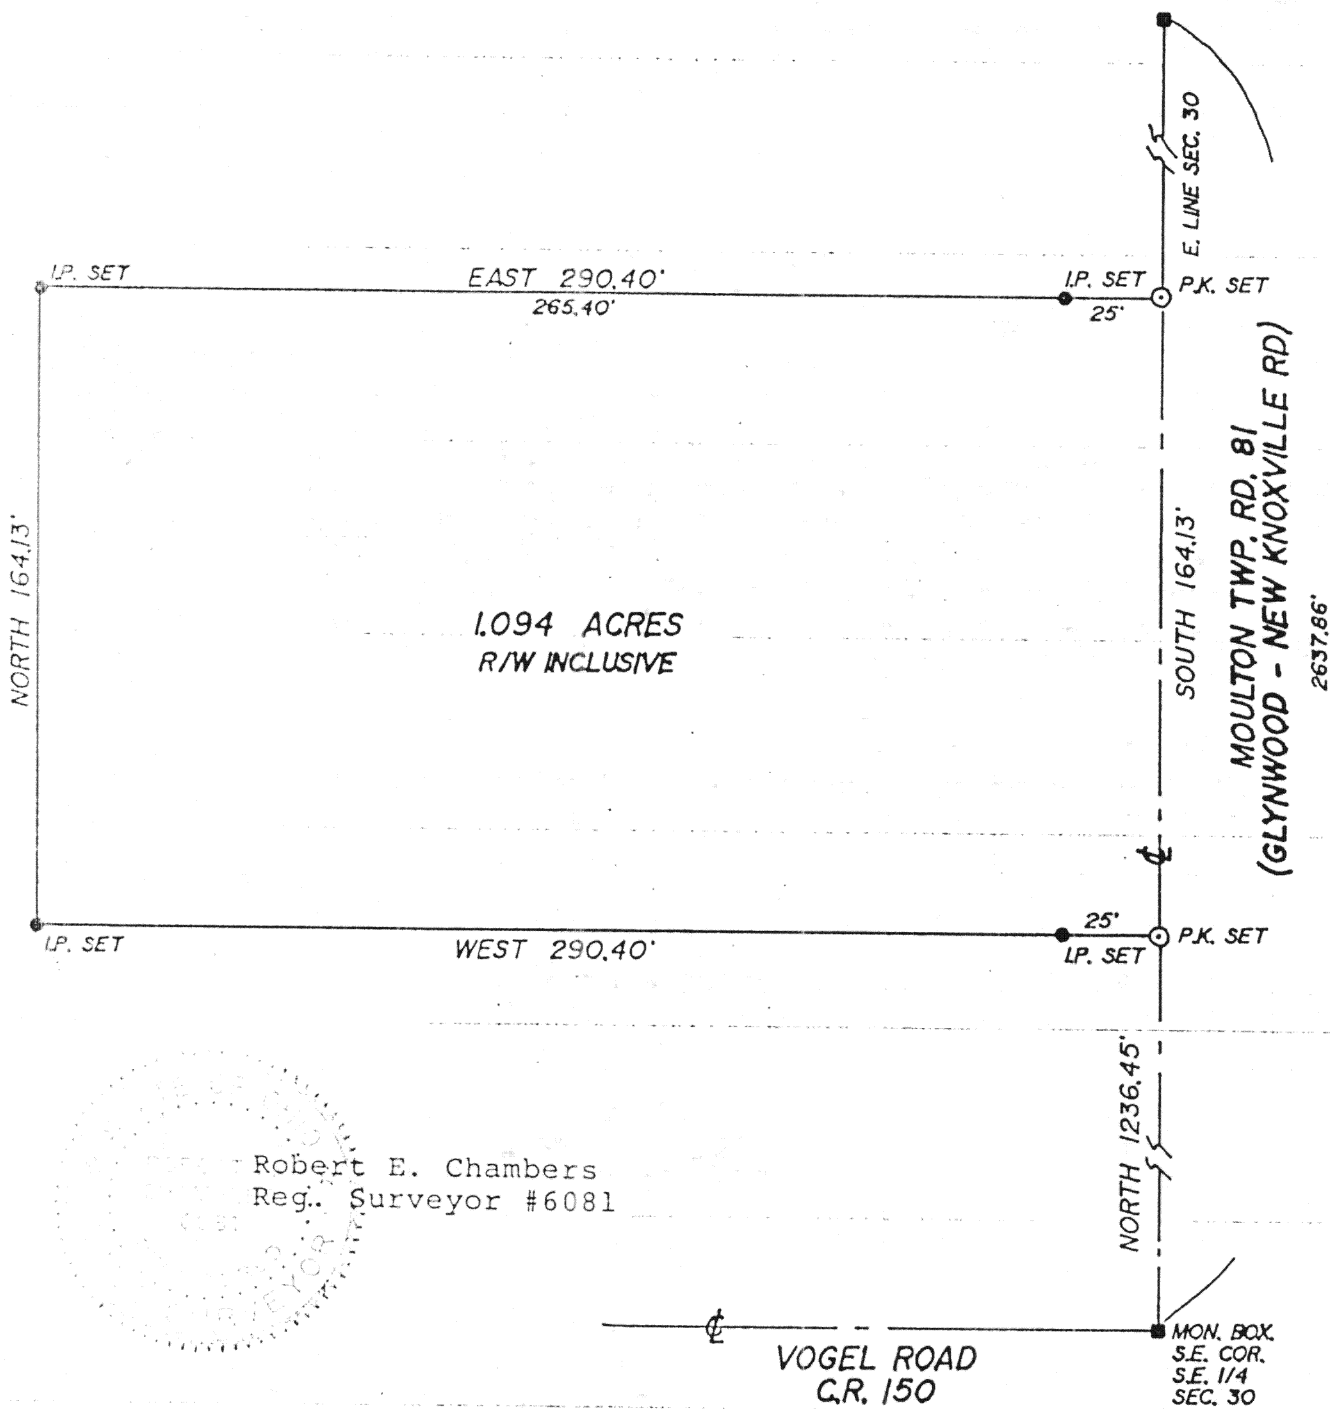 E. LINE SEC. 30
I.P. SET
EAST 290.40'
265.40'
I.P. SET
25'
P.K. SET
NORTH 164.13'
1.094 ACRES
R/W INCLUSIVE
SOUTH 164.13'
MOULTON TWP. RD. 81
(GLYNWOOD - NEW KNOXVILLE RD)
2637.86'
℄
I.P. SET
WEST 290.40'
25'
I.P. SET
P.K. SET
NORTH 1236.45'
Robert E. Chambers
Reg. Surveyor #6081
SURVEYOR
℄
VOGEL ROAD
C.R. 150
MON. BOX.
S.E. COR.
S.E. 1/4
SEC. 30